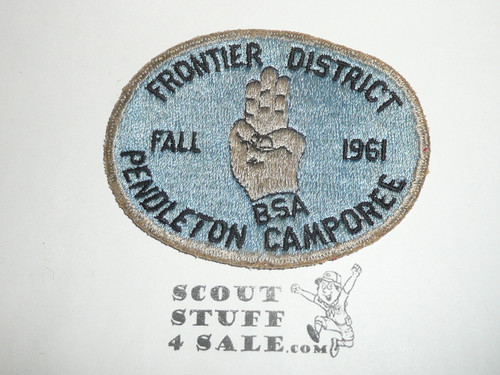 FRONTIER DISTRICT
FALL 1961
BSA
PENDLETON CAMPOREE
SCOUT
STUFF
4 SALE.COM